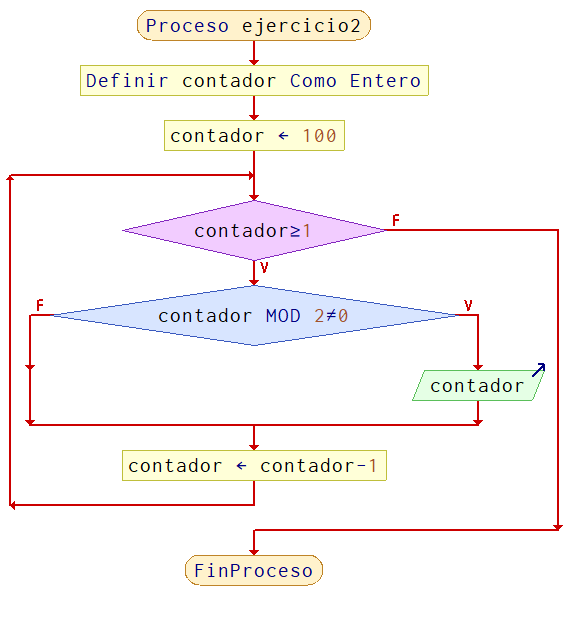 Proceso ejercicio2
Definir contador Como Entero
contador ← 100
contador≥1
F
V
F
V
contador MOD 2≠0
contador
contador ← contador-1
FinProceso